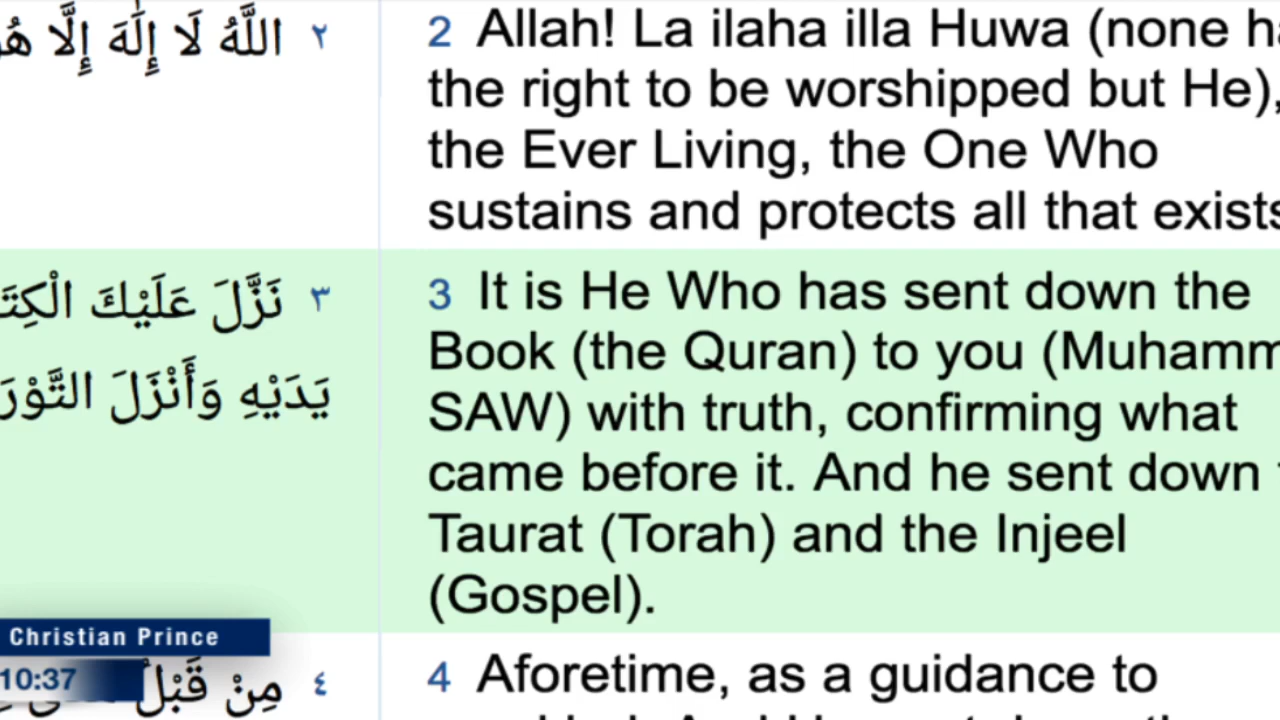 ٢ اللَّهُ لَا إِلَٰهَ إِلَّا
2 Allah! La ilaha illa Huwa (none
the right to be worshipped but He),
the Ever Living, the One Who
sustains and protects all that exists
٣ نَزَّلَ عَلَيْكَ
يَدَيْهِ وَأَنْزَلَ
3 It is He Who has sent down the
Book (the Quran) to you (Muhamm
SAW) with truth, confirming what
came before it. And he sent down
Taurat (Torah) and the Injeel
(Gospel).
Christian Prince
10:37
٤ مِنْ قَبْلُ
4 Aforetime, as a guidance to